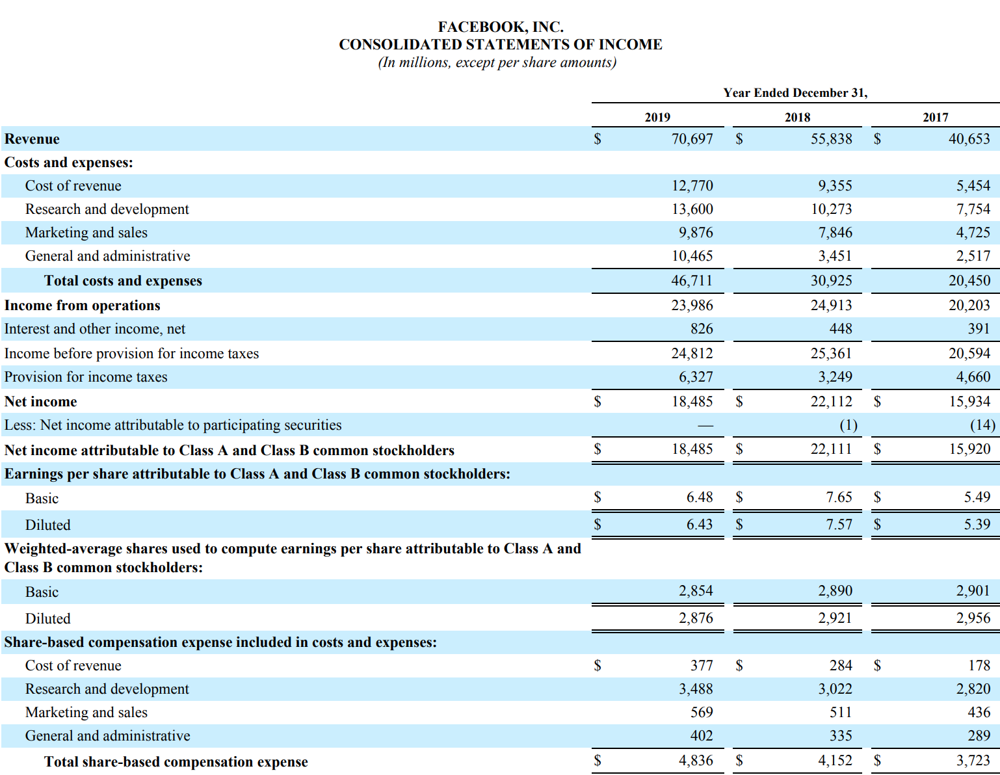 FACEBOOK, INC.
CONSOLIDATED STATEMENTS OF INCOME
(In millions, except per share amounts)
Year Ended December 31,
2019 2018 2017
Revenue $ 70,697 $ 55,838 $ 40,653
Costs and expenses:
Cost of revenue 12,770 9,355 5,454
Research and development 13,600 10,273 7,754
Marketing and sales 9,876 7,846 4,725
General and administrative 10,465 3,451 2,517
Total costs and expenses 46,711 30,925 20,450
Income from operations 23,986 24,913 20,203
Interest and other income, net 826 448 391
Income before provision for income taxes 24,812 25,361 20,594
Provision for income taxes 6,327 3,249 4,660
Net income $ 18,485 $ 22,112 $ 15,934
Less: Net income attributable to participating securities — (1) (14)
Net income attributable to Class A and Class B common stockholders $ 18,485 $ 22,111 $ 15,920
Earnings per share attributable to Class A and Class B common stockholders:
Basic $ 6.48 $ 7.65 $ 5.49
Diluted $ 6.43 $ 7.57 $ 5.39
Weighted-average shares used to compute earnings per share attributable to Class A and
Class B common stockholders:
Basic 2,854 2,890 2,901
Diluted 2,876 2,921 2,956
Share-based compensation expense included in costs and expenses:
Cost of revenue $ 377 $ 284 $ 178
Research and development 3,488 3,022 2,820
Marketing and sales 569 511 436
General and administrative 402 335 289
Total share-based compensation expense $ 4,836 $ 4,152 $ 3,723